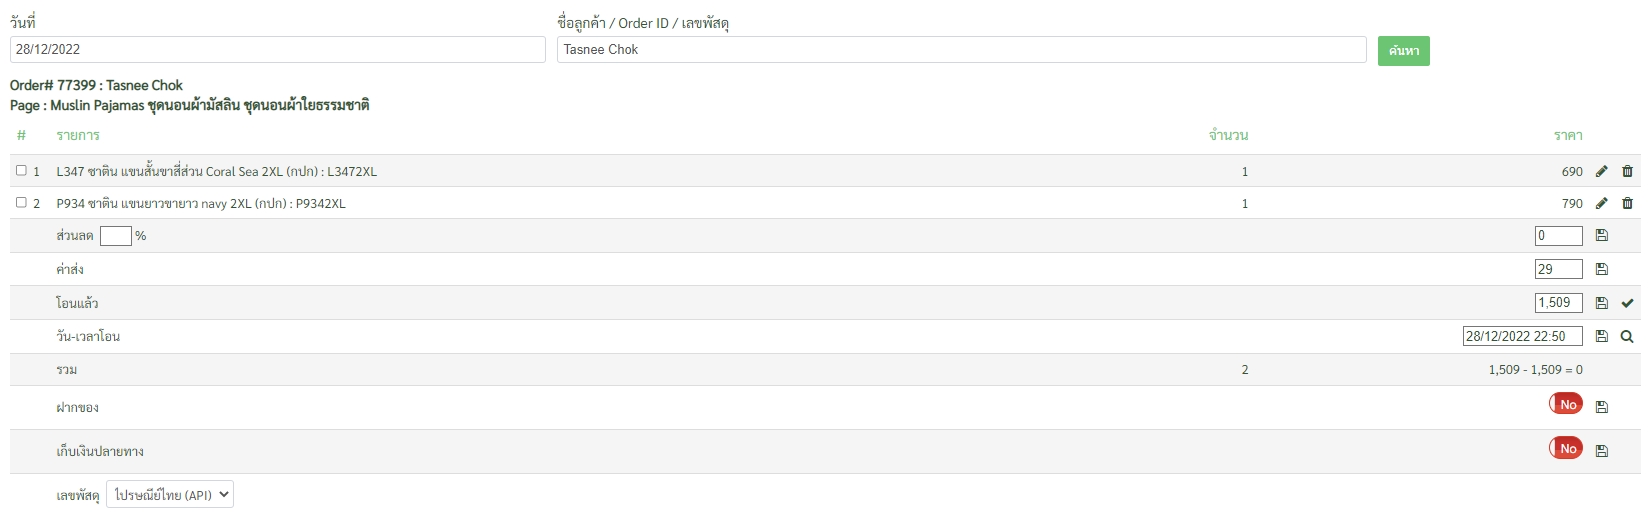 วันที่ ชื่อลูกค้า / Order ID / เลขพัสดุ
28/12/2022 Tasnee Chok ค้นหา
Order# 77399 : Tasnee Chok
Page : Muslin Pajamas ชุดนอนผ้ามัสลิน ชุดนอนผ้าใยธรรมชาติ
# รายการ จำนวน ราคา
1 L347 ซาติน แขนสั้นขาสี่ส่วน Coral Sea 2XL (กปก) : L3472XL 1 690
2 P934 ซาติน แขนยาวขายาว navy 2XL (กปก) : P9342XL 1 790
ส่วนลด % 0
ค่าส่ง 29
โอนแล้ว 1,509
วัน-เวลาโอน 28/12/2022 22:50
รวม 2 1,509 - 1,509 = 0
ฝากของ No
เก็บเงินปลายทาง No
เลขพัสดุ ไปรษณีย์ไทย (API)